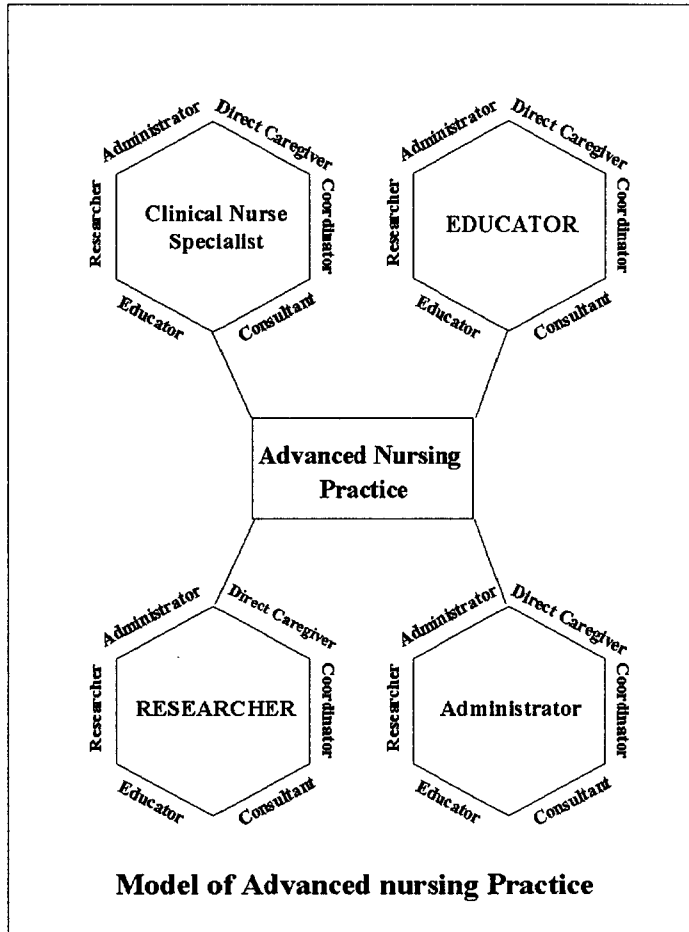 Administrator
Direct Caregiver
Researcher
Clinical Nurse
Specialist
Coordinator
Educator
Consultant
Administrator
Direct Caregiver
Researcher
EDUCATOR
Coordinator
Educator
Consultant
Advanced Nursing
Practice
Administrator
Direct Caregiver
Researcher
RESEARCHER
Coordinator
Educator
Consultant
Administrator
Direct Caregiver
Researcher
Administrator
Coordinator
Educator
Consultant
Model of Advanced nursing Practice